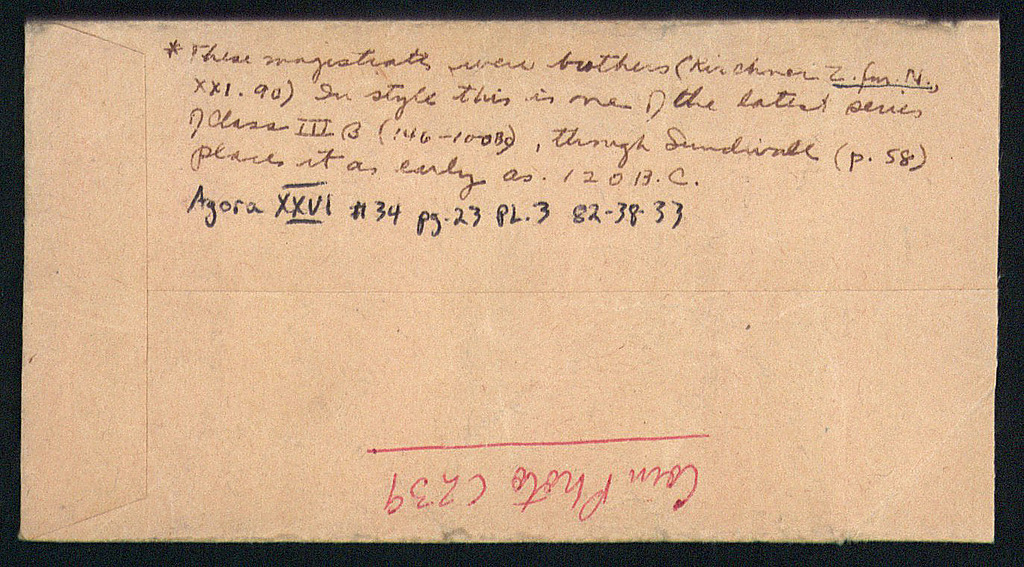 * These magistrates were brothers (Kirchner Z. fur. N.,
XXI. 90) In style this is one of the latest series
of Class III B (146-100 BC), though Sundwall (p. 58)
places it as early as. 120 B.C.
Agora XXVI # 34 pg. 23 PL. 3 82-38-33
Coin Photo C239